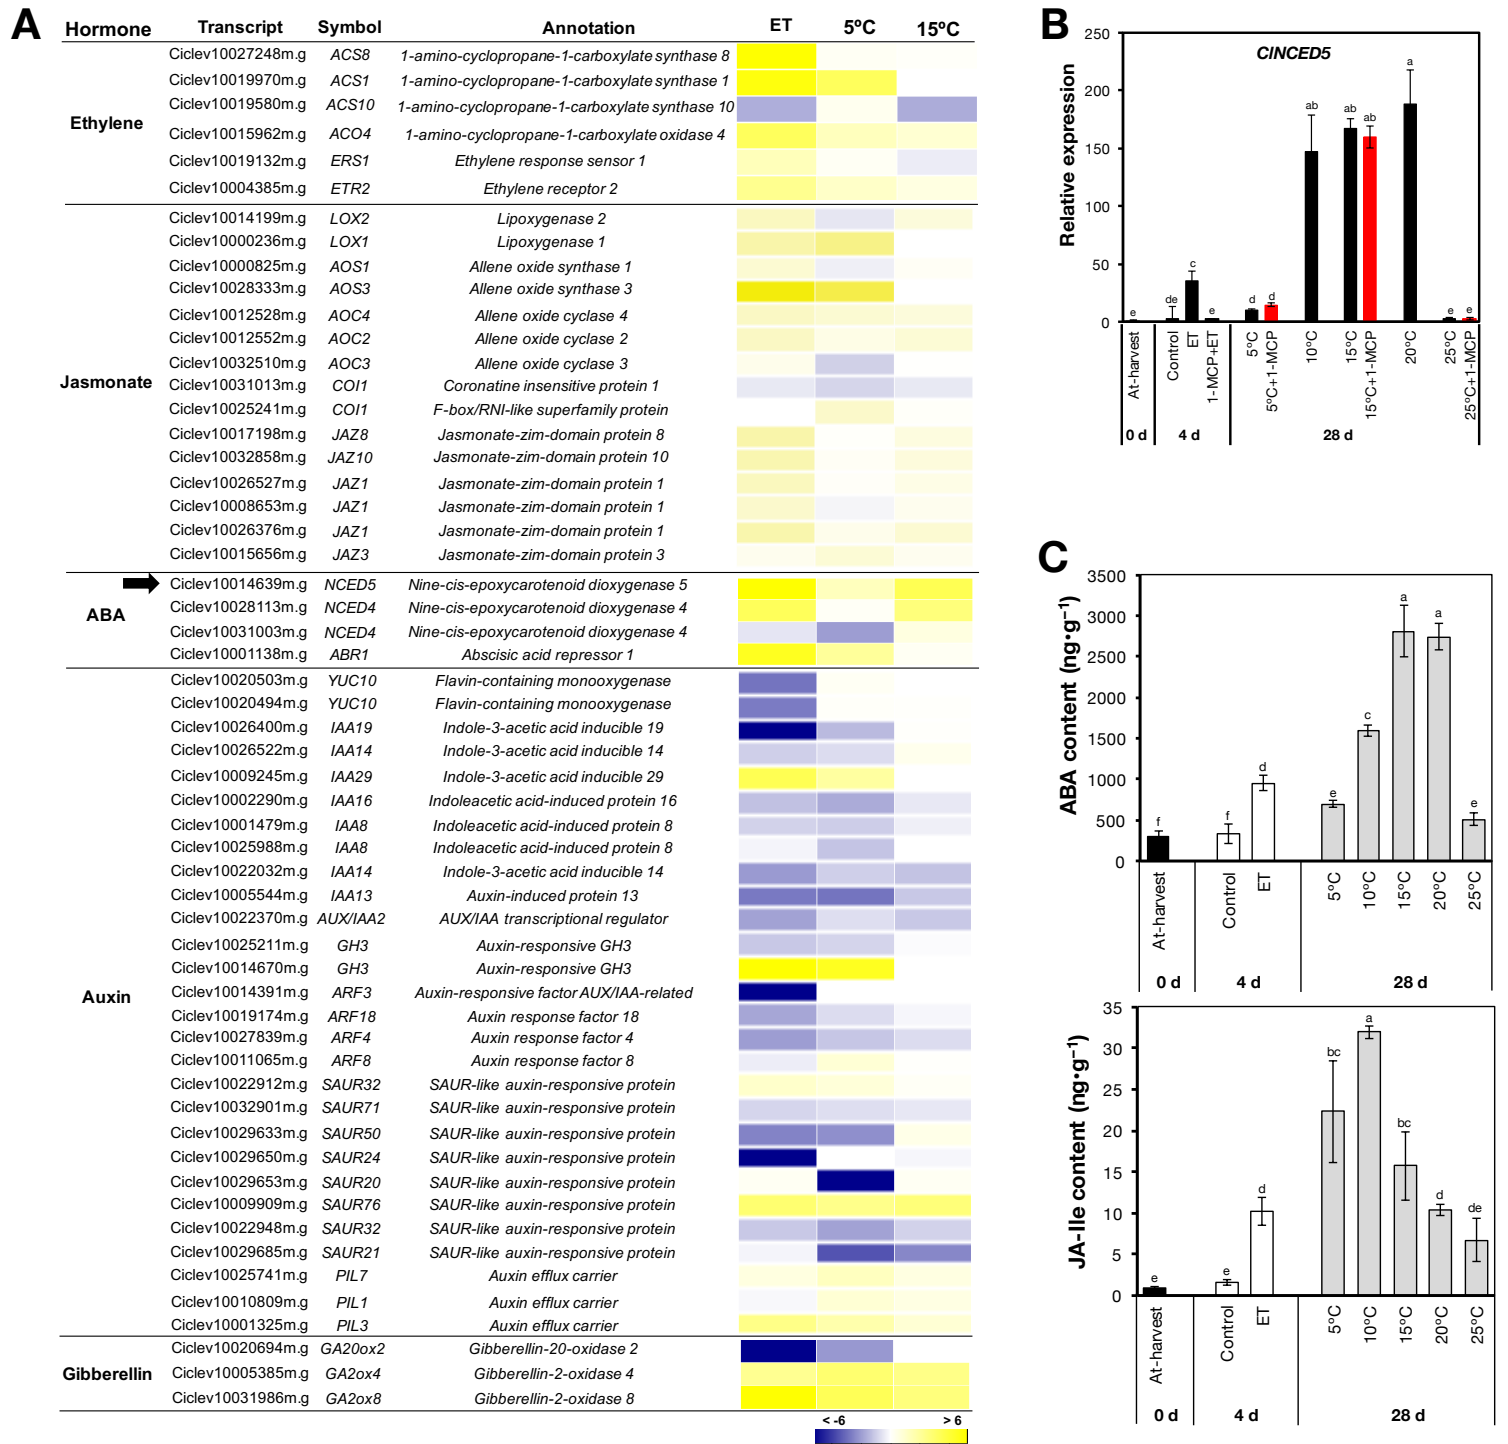 A
Hormone Transcript Symbol Annotation ET 5ºC 15ºC
Ethylene
Ciclev10027248m.g ACS8 1-amino-cyclopropane-1-carboxylate synthase 8
Ciclev10019970m.g ACS1 1-amino-cyclopropane-1-carboxylate synthase 1
Ciclev10019580m.g ACS10 1-amino-cyclopropane-1-carboxylate synthase 10
Ciclev10015962m.g ACO4 1-amino-cyclopropane-1-carboxylate oxidase 4
Ciclev10019132m.g ERS1 Ethylene response sensor 1
Ciclev10004385m.g ETR2 Ethylene receptor 2
Jasmonate
Ciclev10014199m.g LOX2 Lipoxygenase 2
Ciclev10000236m.g LOX1 Lipoxygenase 1
Ciclev10000825m.g AOS1 Allene oxide synthase 1
Ciclev10028333m.g AOS3 Allene oxide synthase 3
Ciclev10012528m.g AOC4 Allene oxide cyclase 4
Ciclev10012552m.g AOC2 Allene oxide cyclase 2
Ciclev10032510m.g AOC3 Allene oxide cyclase 3
Ciclev10031013m.g COI1 Coronatine insensitive protein 1
Ciclev10025241m.g COI1 F-box/RNI-like superfamily protein
Ciclev10017198m.g JAZ8 Jasmonate-zim-domain protein 8
Ciclev10032858m.g JAZ10 Jasmonate-zim-domain protein 10
Ciclev10026527m.g JAZ1 Jasmonate-zim-domain protein 1
Ciclev10008653m.g JAZ1 Jasmonate-zim-domain protein 1
Ciclev10026376m.g JAZ1 Jasmonate-zim-domain protein 1
Ciclev10015656m.g JAZ3 Jasmonate-zim-domain protein 3
ABA
Ciclev10014639m.g NCED5 Nine-cis-epoxycarotenoid dioxygenase 5
Ciclev10028113m.g NCED4 Nine-cis-epoxycarotenoid dioxygenase 4
Ciclev10031003m.g NCED4 Nine-cis-epoxycarotenoid dioxygenase 4
Ciclev10001138m.g ABR1 Abscisic acid repressor 1
Auxin
Ciclev10020503m.g YUC10 Flavin-containing monooxygenase
Ciclev10020494m.g YUC10 Flavin-containing monooxygenase
Ciclev10026400m.g IAA19 Indole-3-acetic acid inducible 19
Ciclev10026522m.g IAA14 Indole-3-acetic acid inducible 14
Ciclev10009245m.g IAA29 Indole-3-acetic acid inducible 29
Ciclev10002290m.g IAA16 Indoleacetic acid-induced protein 16
Ciclev10001479m.g IAA8 Indoleacetic acid-induced protein 8
Ciclev10025988m.g IAA8 Indoleacetic acid-induced protein 8
Ciclev10022032m.g IAA14 Indole-3-acetic acid inducible 14
Ciclev10005544m.g IAA13 Auxin-induced protein 13
Ciclev10022370m.g AUX/IAA2 AUX/IAA transcriptional regulator
Ciclev10025211m.g GH3 Auxin-responsive GH3
Ciclev10014670m.g GH3 Auxin-responsive GH3
Ciclev10014391m.g ARF3 Auxin-responsive factor AUX/IAA-related
Ciclev10019174m.g ARF18 Auxin response factor 18
Ciclev10027839m.g ARF4 Auxin response factor 4
Ciclev10011065m.g ARF8 Auxin response factor 8
Ciclev10022912m.g SAUR32 SAUR-like auxin-responsive protein
Ciclev10032901m.g SAUR71 SAUR-like auxin-responsive protein
Ciclev10029633m.g SAUR50 SAUR-like auxin-responsive protein
Ciclev10029650m.g SAUR24 SAUR-like auxin-responsive protein
Ciclev10029653m.g SAUR20 SAUR-like auxin-responsive protein
Ciclev10009909m.g SAUR76 SAUR-like auxin-responsive protein
Ciclev10022948m.g SAUR32 SAUR-like auxin-responsive protein
Ciclev10029685m.g SAUR21 SAUR-like auxin-responsive protein
Ciclev10025741m.g PIL7 Auxin efflux carrier
Ciclev10010809m.g PIL1 Auxin efflux carrier
Ciclev10001325m.g PIL3 Auxin efflux carrier
Gibberellin
Ciclev10020694m.g GA20ox2 Gibberellin-20-oxidase 2
Ciclev10005385m.g GA2ox4 Gibberellin-2-oxidase 4
Ciclev10031986m.g GA2ox8 Gibberellin-2-oxidase 8
< -6 > 6
B
ClNCED5
Relative expression
250
200
150
100
50
0
e de c e d d ab ab ab a e e
At-harvest Control ET 1-MCP+ET 5ºC 5ºC+1-MCP 10ºC 15ºC 15ºC+1-MCP 20ºC 25ºC 25ºC+1-MCP
0 d 4 d 28 d
C
ABA content (ng•g⁻¹)
3500
3000
2500
2000
1500
1000
500
0
f f d e c a a e
At-harvest Control ET 5ºC 10ºC 15ºC 20ºC 25ºC
0 d 4 d 28 d
JA-Ile content (ng•g⁻¹)
35
30
25
20
15
10
5
0
e e d bc a bc d de
At-harvest Control ET 5ºC 10ºC 15ºC 20ºC 25ºC
0 d 4 d 28 d